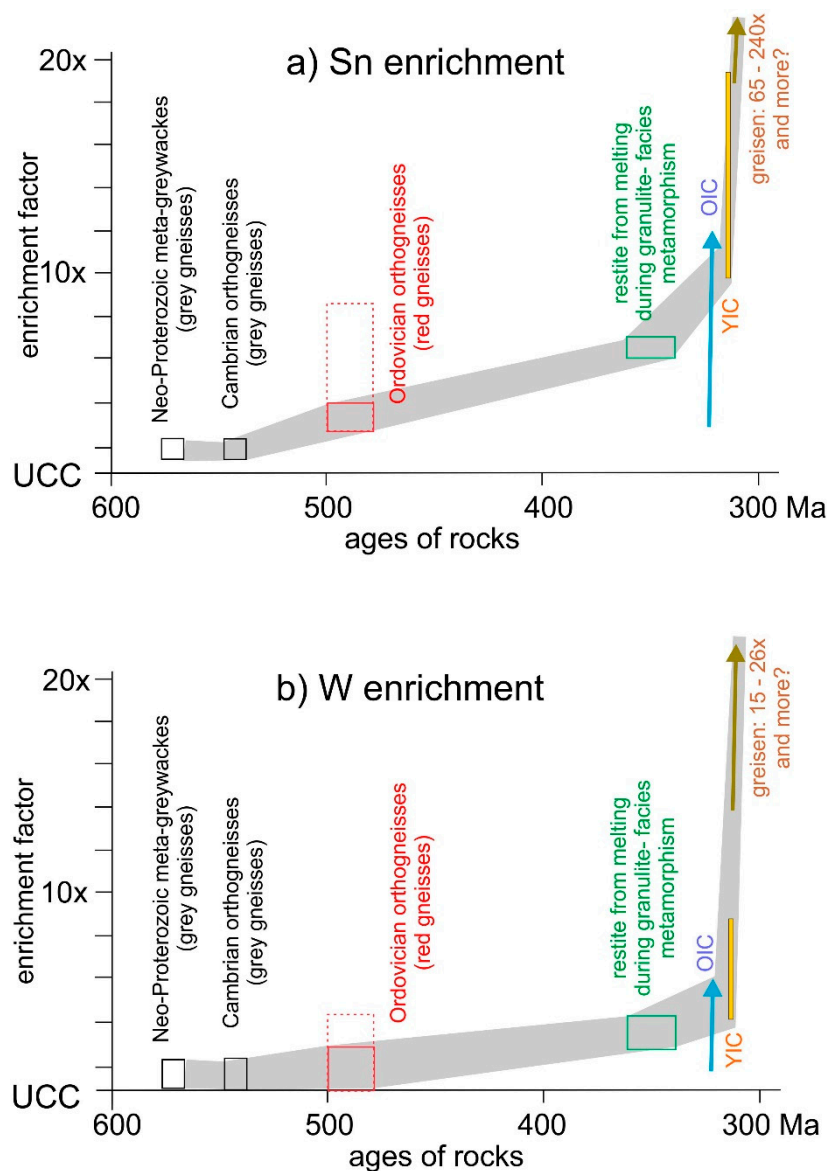 a) Sn enrichment
20x
10x
UCC
enrichment factor
Neo-Proterozoic meta-greywackes
(grey gneisses)
Cambrian orthogneisses
(grey gneisses)
Ordovician orthogneisses
(red gneisses)
restite from melting
during granulite- facies
metamorphism
OIC
YIC
greisen: 65 - 240x
and more?
600
500
400
300 Ma
ages of rocks
b) W enrichment
20x
10x
UCC
enrichment factor
Neo-Proterozoic meta-greywackes
(grey gneisses)
Cambrian orthogneisses
(grey gneisses)
Ordovician orthogneisses
(red gneisses)
restite from melting
during granulite- facies
metamorphism
OIC
YIC
greisen: 15 - 26x
and more?
600
500
400
300 Ma
ages of rocks